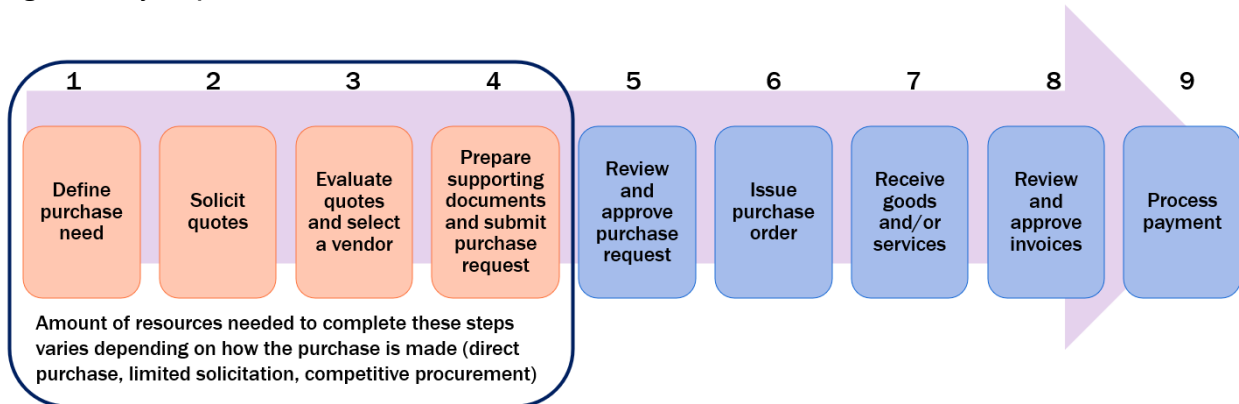 1
2
3
4
5
6
7
8
9
Define
purchase
need
Solicit
quotes
Evaluate
quotes
and select
a vendor
Prepare
supporting
documents
and submit
purchase
request
Review
and
approve
purchase
request
Issue
purchase
order
Receive
goods
and/or
services
Review
and
approve
invoices
Process
payment
Amount of resources needed to complete these steps
varies depending on how the purchase is made (direct
purchase, limited solicitation, competitive procurement)